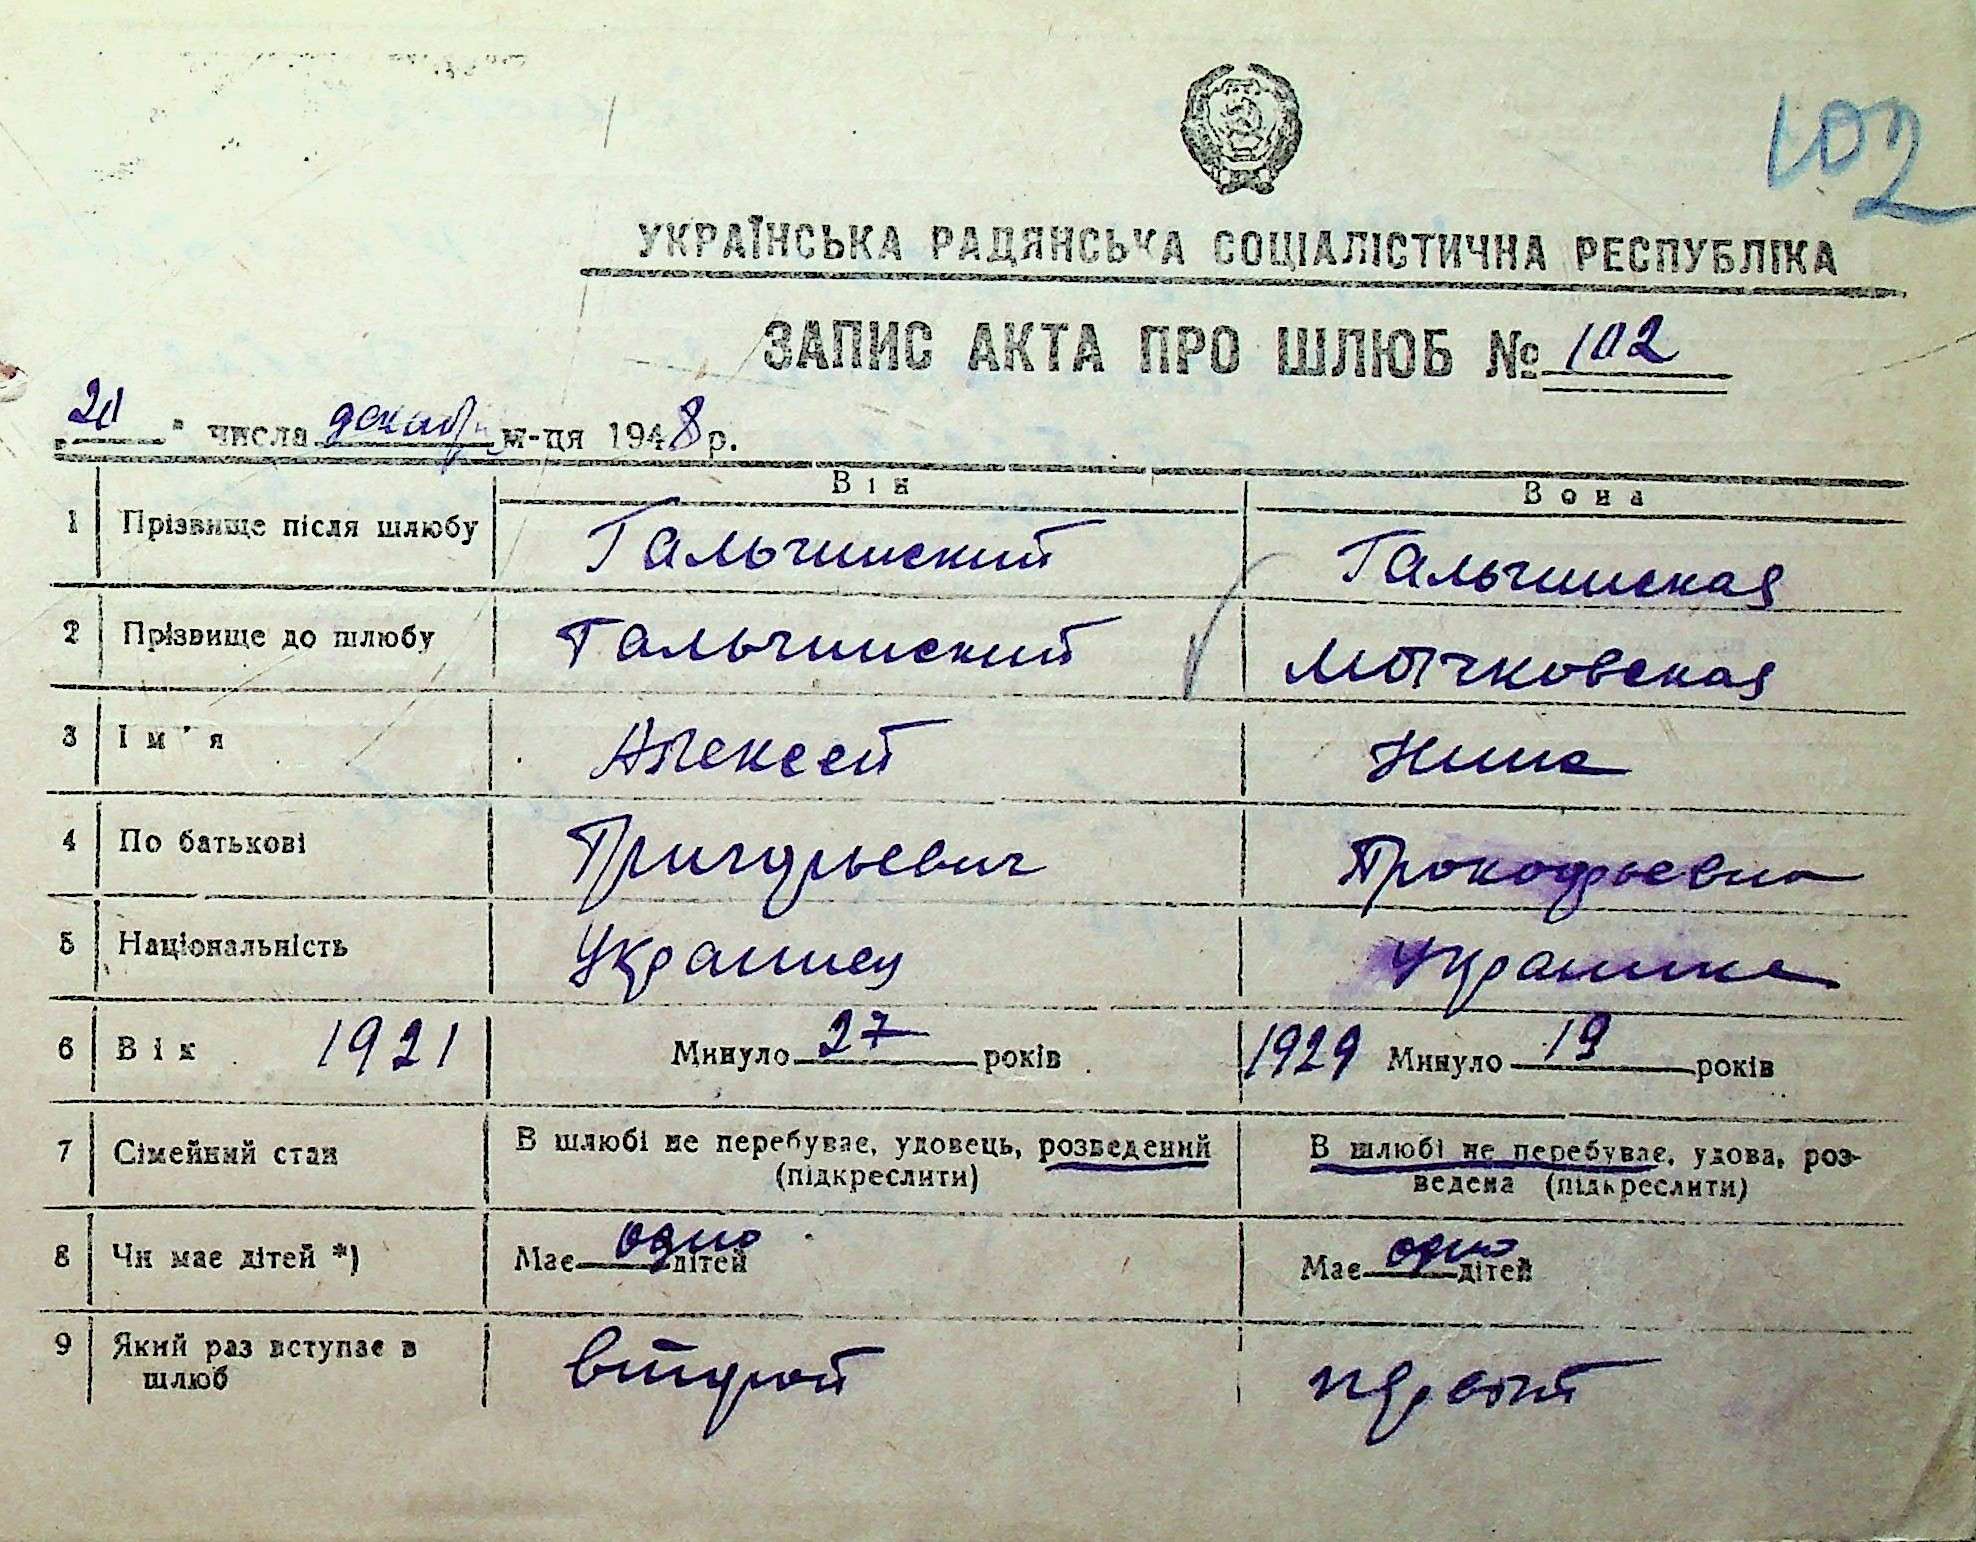 102
УКРАЇНСЬКА РАДЯНСЬКА СОЦІАЛІСТИЧНА РЕСПУБЛІКА
ЗАПИС АКТА ПРО ШЛЮБ № 102
" числа декабря м-ця 1948 р.
Він Вона
1 Прізвище після шлюбу Гальчинский Гальчинская
2 Прізвище до шлюбу Гальчинский Мочковская
3 Ім'я Алексей Нина
4 По батькові Григорьевич Прокофьевна
5 Національність Украинец Украинка
6 Вік 1921 Минуло 27 років 1929 Минуло 19 років
7 Сімейний стан В шлюбі не перебуває, удовець, розведений В шлюбі не перебуває, удова, роз-
(підкреслити) ведена (підкреслити)
8 Чи має дітей *) Має одно дітей Має одно дітей
9 Який раз вступає в второй первый
шлюб